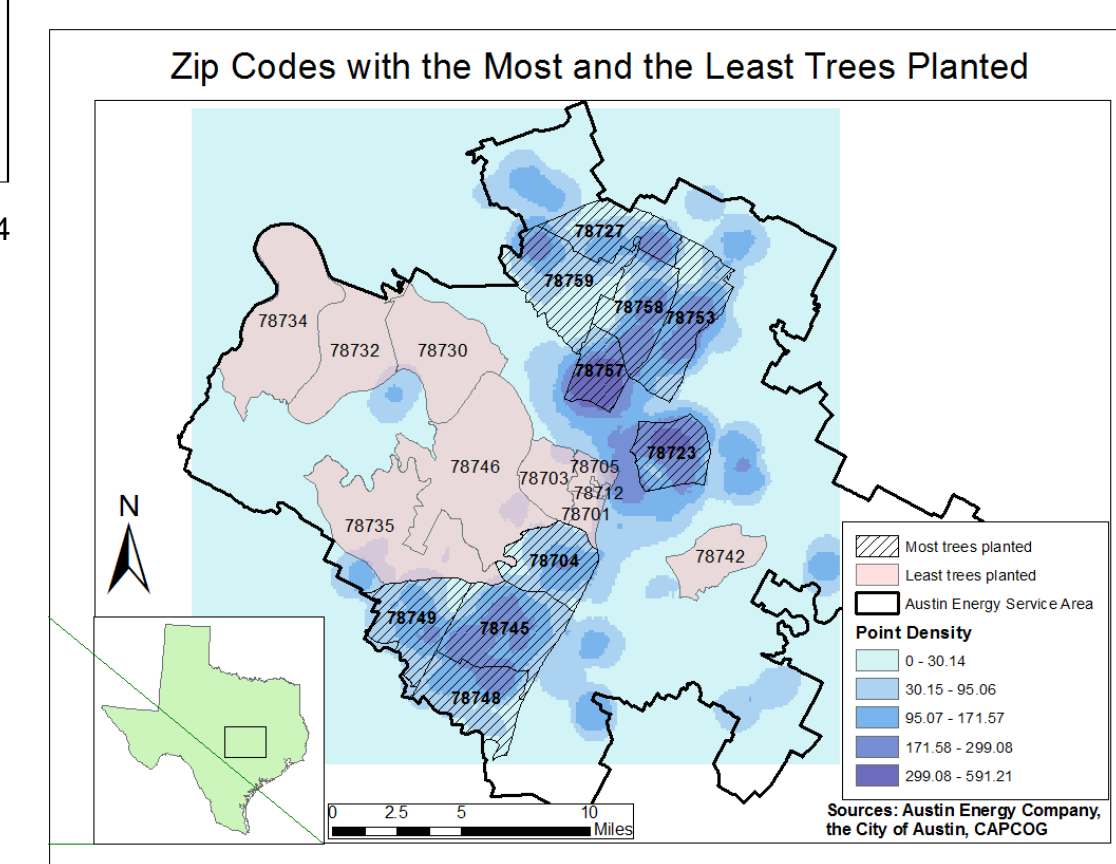 Zip Codes with the Most and the Least Trees Planted
4
78727
78759
78758
78753
78734
78732
78730
78757
78723
78746
78705
78703
78712
78701
78735
78742
78704
78749
78745
78748
N
Most trees planted
Least trees planted
Austin Energy Service Area
Point Density
0 - 30.14
30.15 - 95.06
95.07 - 171.57
171.58 - 299.08
299.08 - 591.21
0 2.5 5 10
Miles
Sources: Austin Energy Company,
the City of Austin, CAPCOG